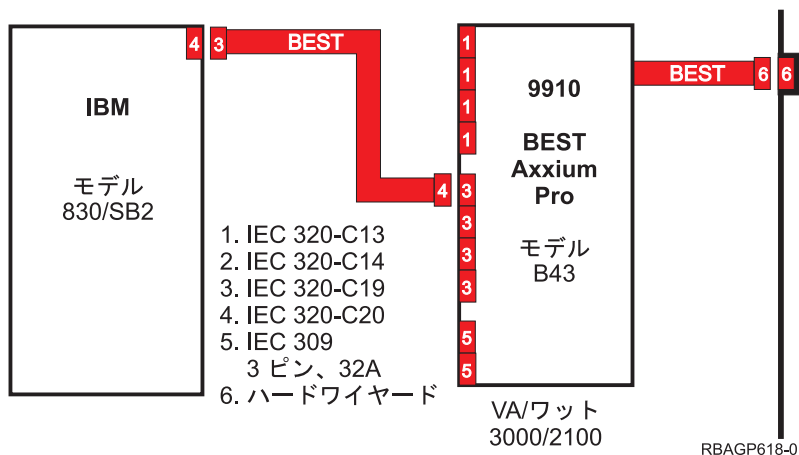 4
3
BEST
IBM
モデル
830/SB2
1. IEC 320-C13
2. IEC 320-C14
3. IEC 320-C19
4. IEC 320-C20
5. IEC 309
3 ピン、32A
6. ハードワイヤード
4
1
1
1
1
3
3
3
3
5
5
9910
BEST
Axxium
Pro
モデル
B43
VA/ワット
3000/2100
BEST
6
6
RBAGP618-0